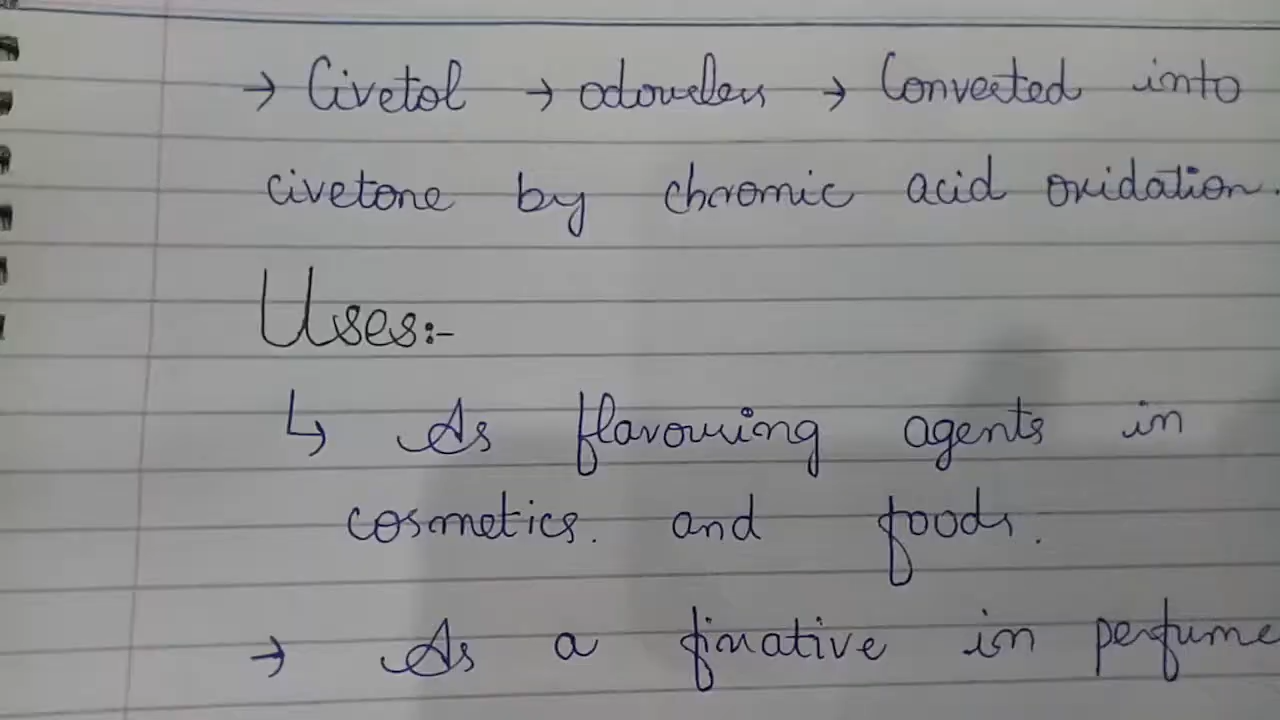 → Civetol → odourless → Converted into
civetone by chromic acid oxidation.
Uses:-
↳ As flavouring agents in
cosmetics. and foods.
→ As a fixative in perfume